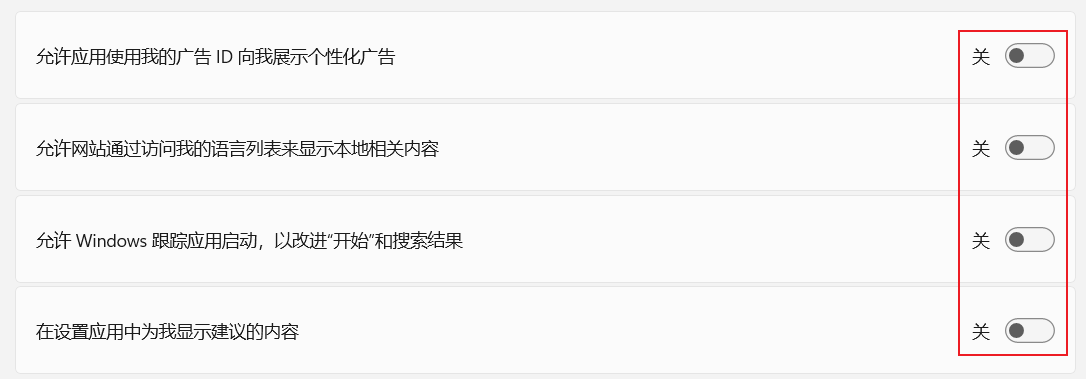 允许应用使用我的广告 ID 向我展示个性化广告 关
允许网站通过访问我的语言列表来显示本地相关内容 关
允许 Windows 跟踪应用启动，以改进“开始”和搜索结果 关
在设置应用中为我显示建议的内容 关